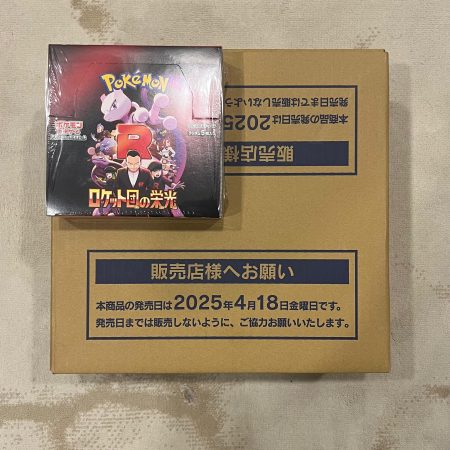 POKÉMON
R
ロケット団の栄光
販売店様
本商品の発売日は2025
発売日までは販売しないよう
販売店様へお願い
本商品の発売日は2025年4月18日金曜日です。
発売日までは販売しないように、ご協力お願いいたします。